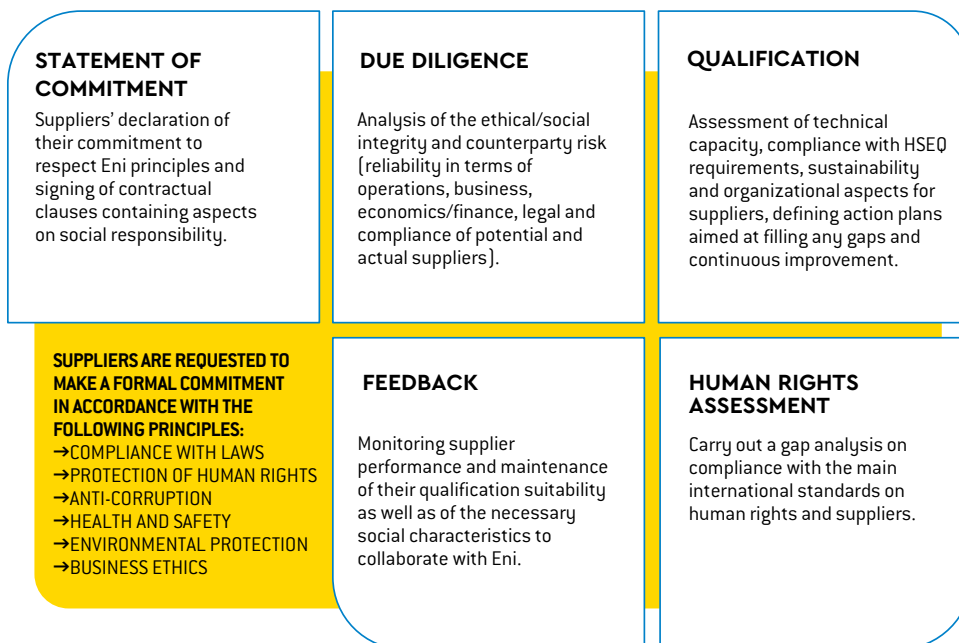 STATEMENT OF
COMMITMENT
Suppliers' declaration of
their commitment to
respect Eni principles and
signing of contractual
clauses containing aspects
on social responsibility.
DUE DILIGENCE
Analysis of the ethical/social
integrity and counterparty risk
(reliability in terms of
operations, business,
economics/finance, legal and
compliance of potential and
actual suppliers).
QUALIFICATION
Assessment of technical
capacity, compliance with HSEQ
requirements, sustainability
and organizational aspects for
suppliers, defining action plans
aimed at filling any gaps and
continuous improvement.
SUPPLIERS ARE REQUESTED TO
MAKE A FORMAL COMMITMENT
IN ACCORDANCE WITH THE
FOLLOWING PRINCIPLES:
→COMPLIANCE WITH LAWS
→PROTECTION OF HUMAN RIGHTS
→ANTI-CORRUPTION
→HEALTH AND SAFETY
→ENVIRONMENTAL PROTECTION
→BUSINESS ETHICS
FEEDBACK
Monitoring supplier
performance and maintenance
of their qualification suitability
as well as of the necessary
social characteristics to
collaborate with Eni.
HUMAN RIGHTS
ASSESSMENT
Carry out a gap analysis on
compliance with the main
international standards on
human rights and suppliers.